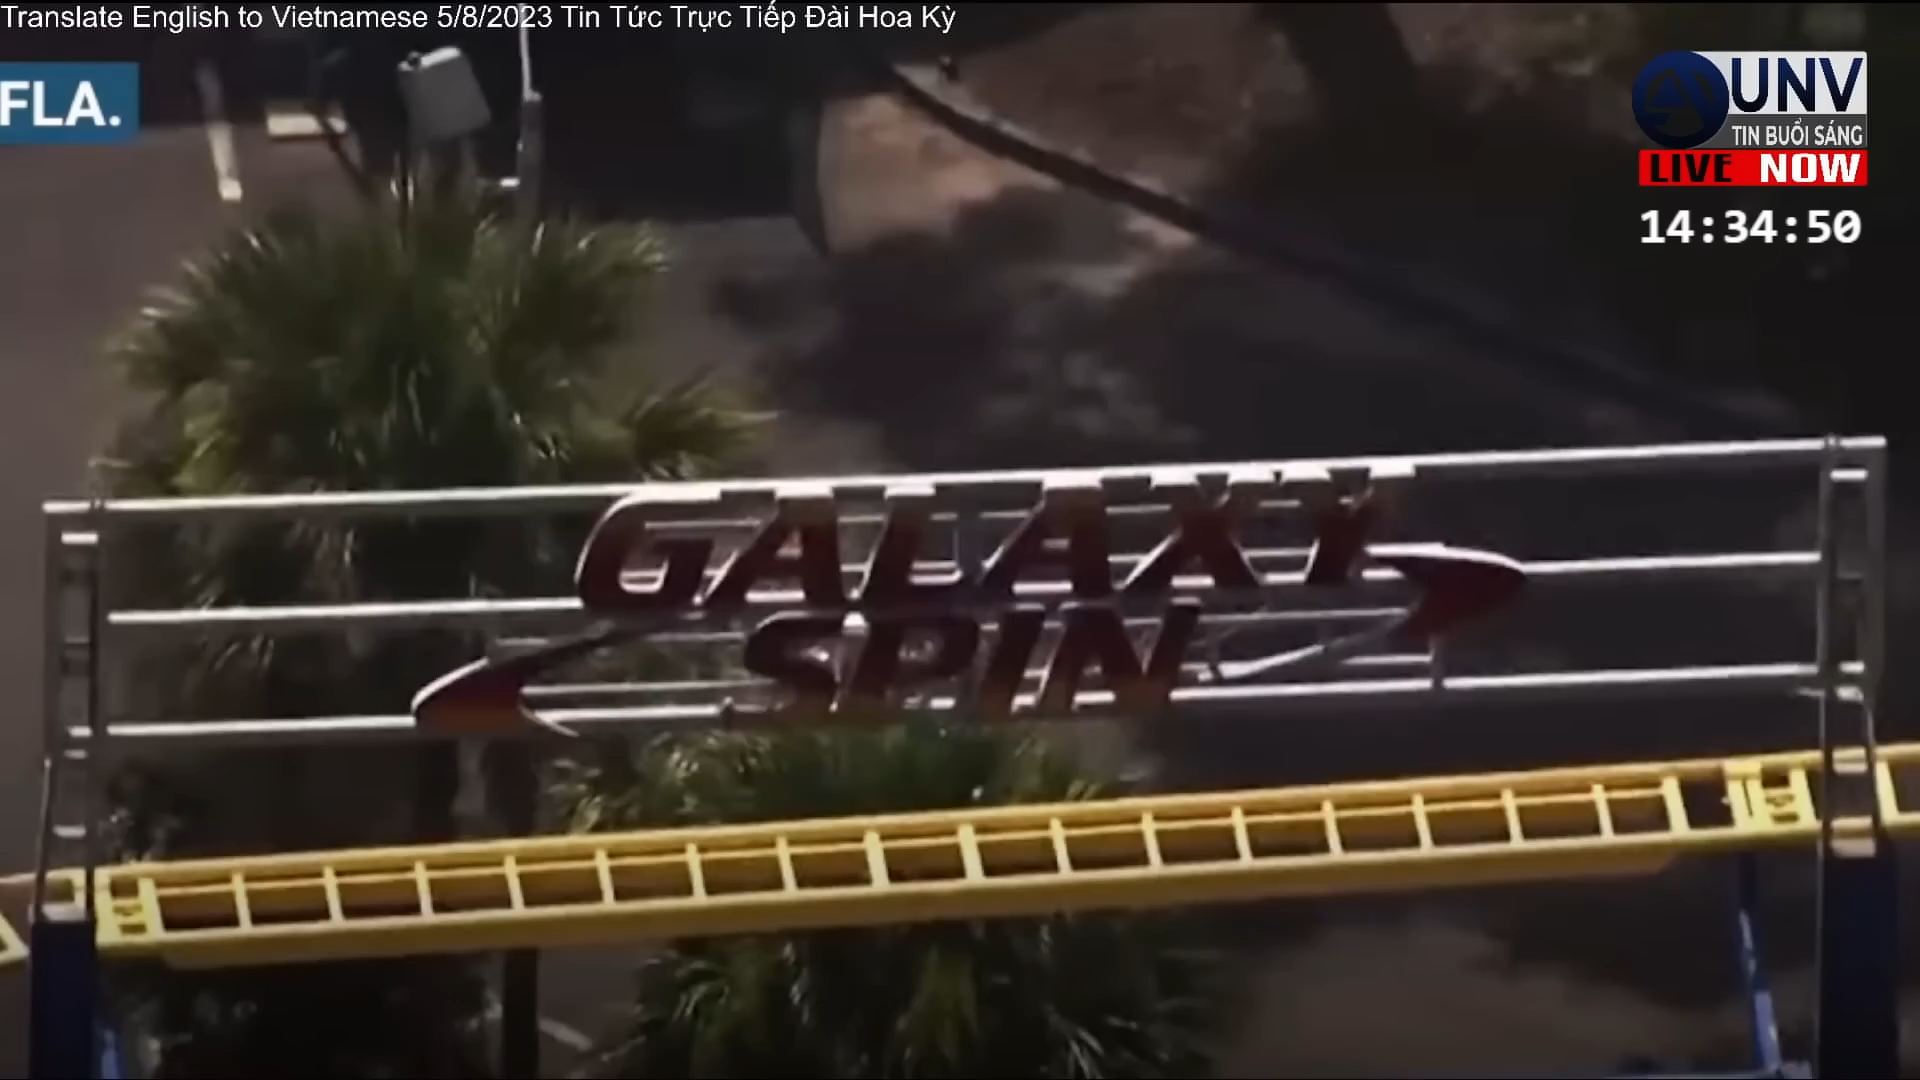 Translate English to Vietnamese 5/8/2023 Tin Tức Trực Tiếp Đài Hoa Kỳ
FLA.
UNV
TIN BUỔI SÁNG
LIVE NOW
14:34:50
GALAXY
SPIN